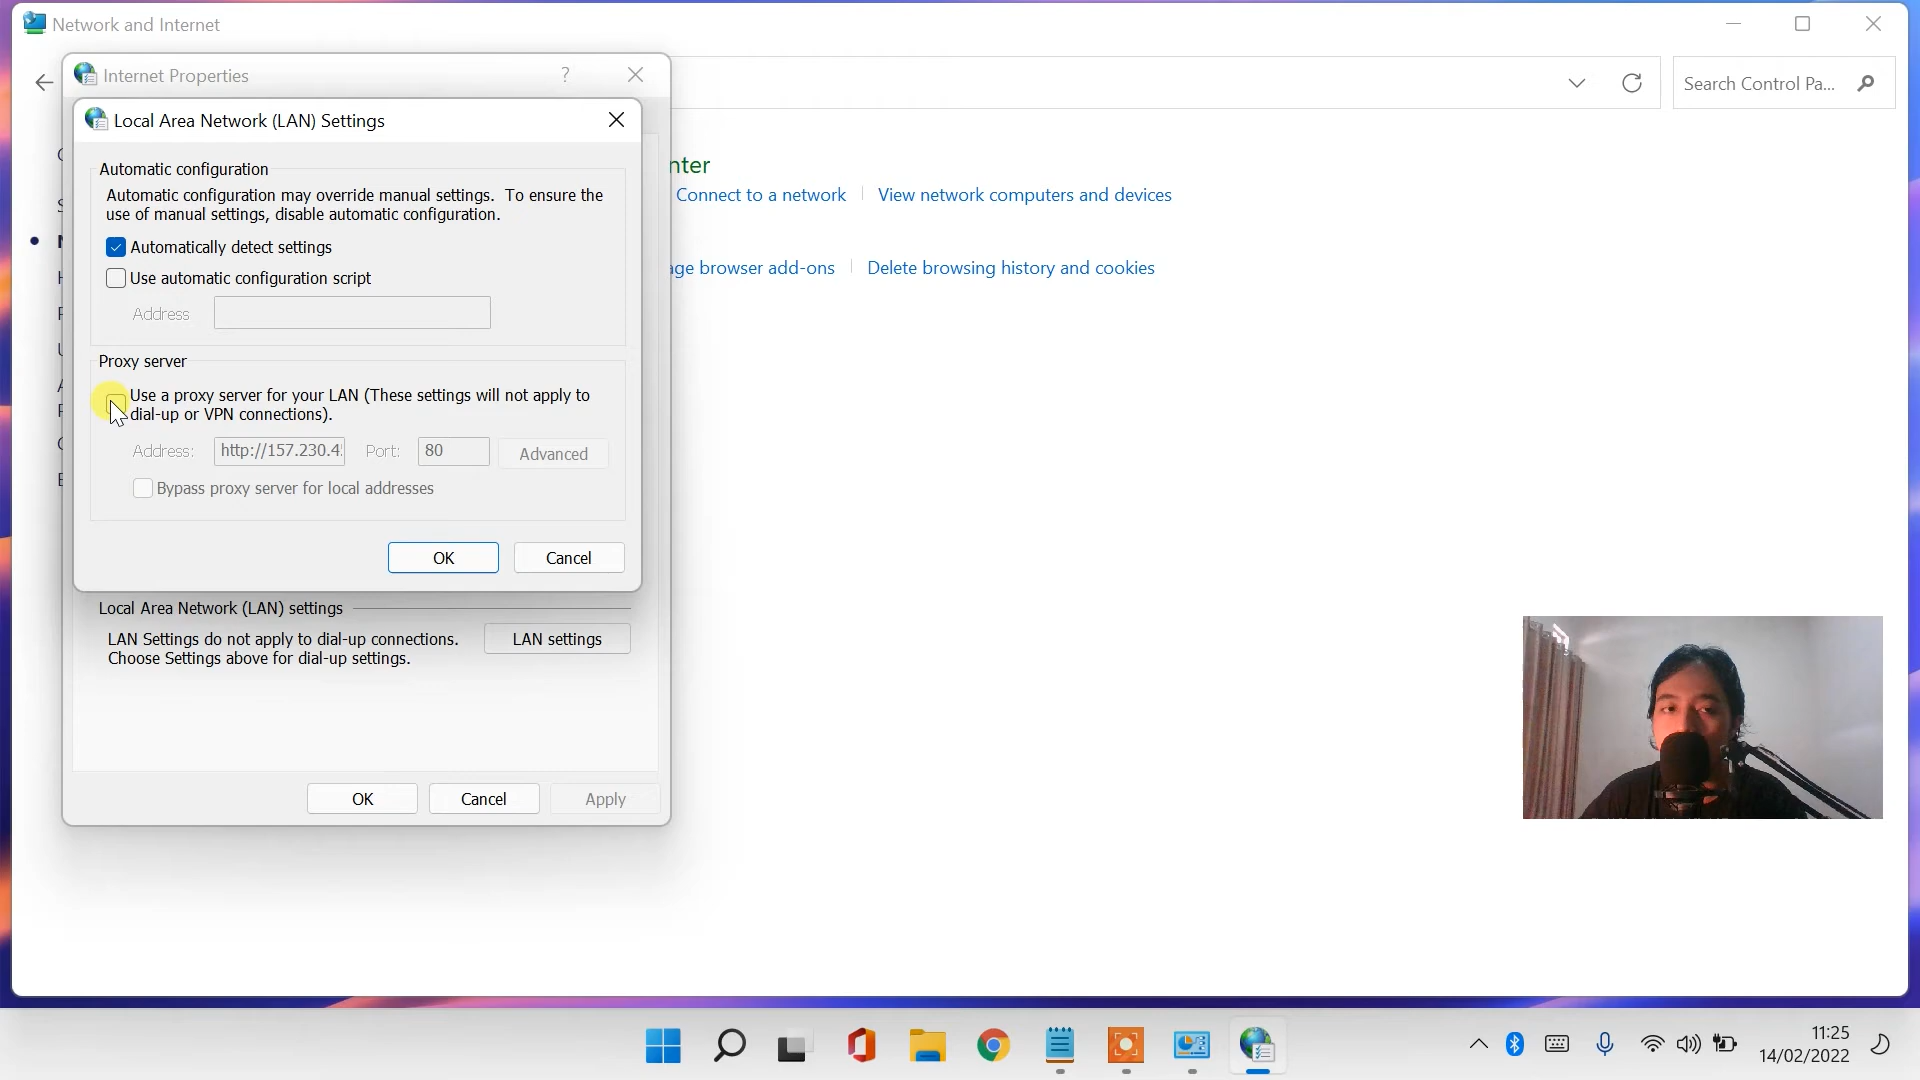 Network and Internet
Internet Properties
?
Search Control Pa...
Local Area Network (LAN) Settings
Automatic configuration
Automatic configuration may override manual settings. To ensure the
use of manual settings, disable automatic configuration.
Automatically detect settings
Use automatic configuration script
Address
Proxy server
Use a proxy server for your LAN (These settings will not apply to
dial-up or VPN connections).
Address: http://157.230.4 Port: 80 Advanced
Bypass proxy server for local addresses
OK Cancel
nter
Connect to a network View network computers and devices
age browser add-ons Delete browsing history and cookies
Local Area Network (LAN) settings
LAN Settings do not apply to dial-up connections.
Choose Settings above for dial-up settings.
LAN settings
OK Cancel Apply
11:25
14/02/2022